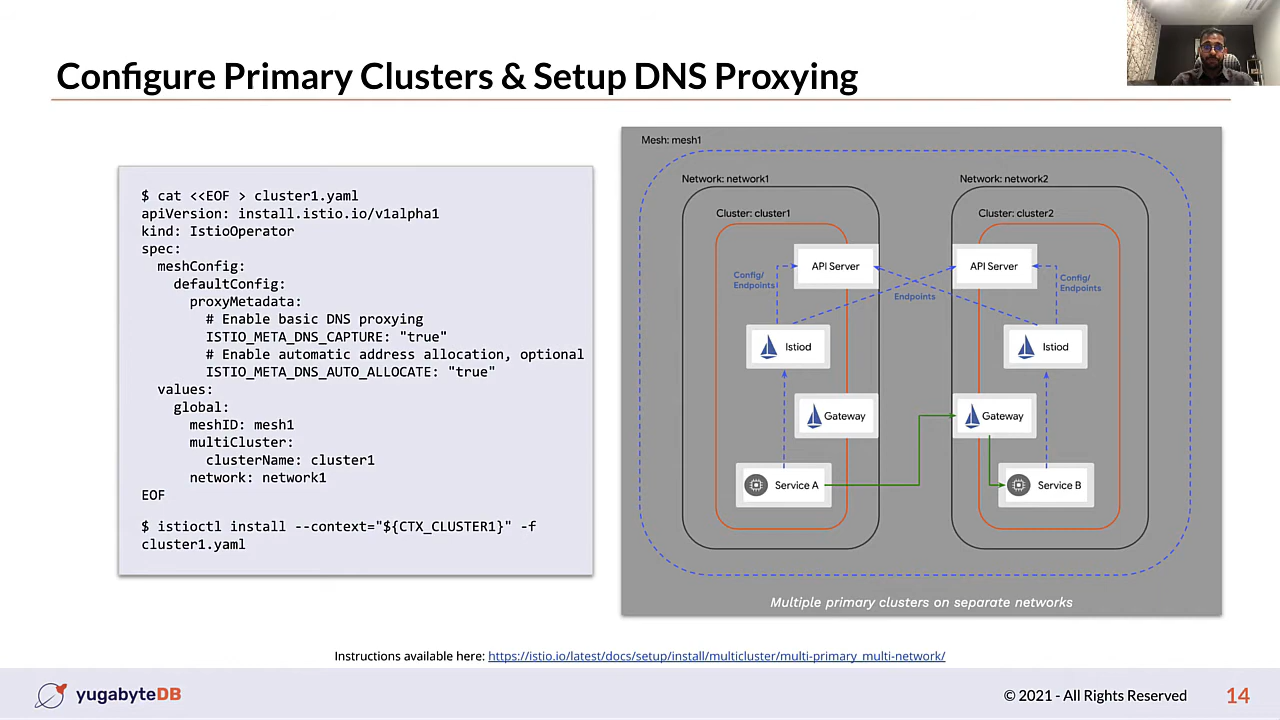 Configure Primary Clusters & Setup DNS Proxying
$ cat <<EOF > cluster1.yaml
apiVersion: install.istio.io/v1alpha1
kind: IstioOperator
spec:
  meshConfig:
    defaultConfig:
      proxyMetadata:
        # Enable basic DNS proxying
        ISTIO_META_DNS_CAPTURE: "true"
        # Enable automatic address allocation, optional
        ISTIO_META_DNS_AUTO_ALLOCATE: "true"
  values:
    global:
      meshID: mesh1
      multiCluster:
        clusterName: cluster1
      network: network1
EOF
$ istioctl install --context="${CTX_CLUSTER1}" -f
cluster1.yaml
Mesh: mesh1
Network: network1
Cluster: cluster1
API Server
Config/
Endpoints
Istiod
Gateway
Service A
Endpoints
Network: network2
Cluster: cluster2
API Server
Config/
Endpoints
Istiod
Gateway
Service B
Multiple primary clusters on separate networks
Instructions available here: https://istio.io/latest/docs/setup/install/multicluster/multi-primary_multi-network/
yugabyteDB
© 2021 - All Rights Reserved
14